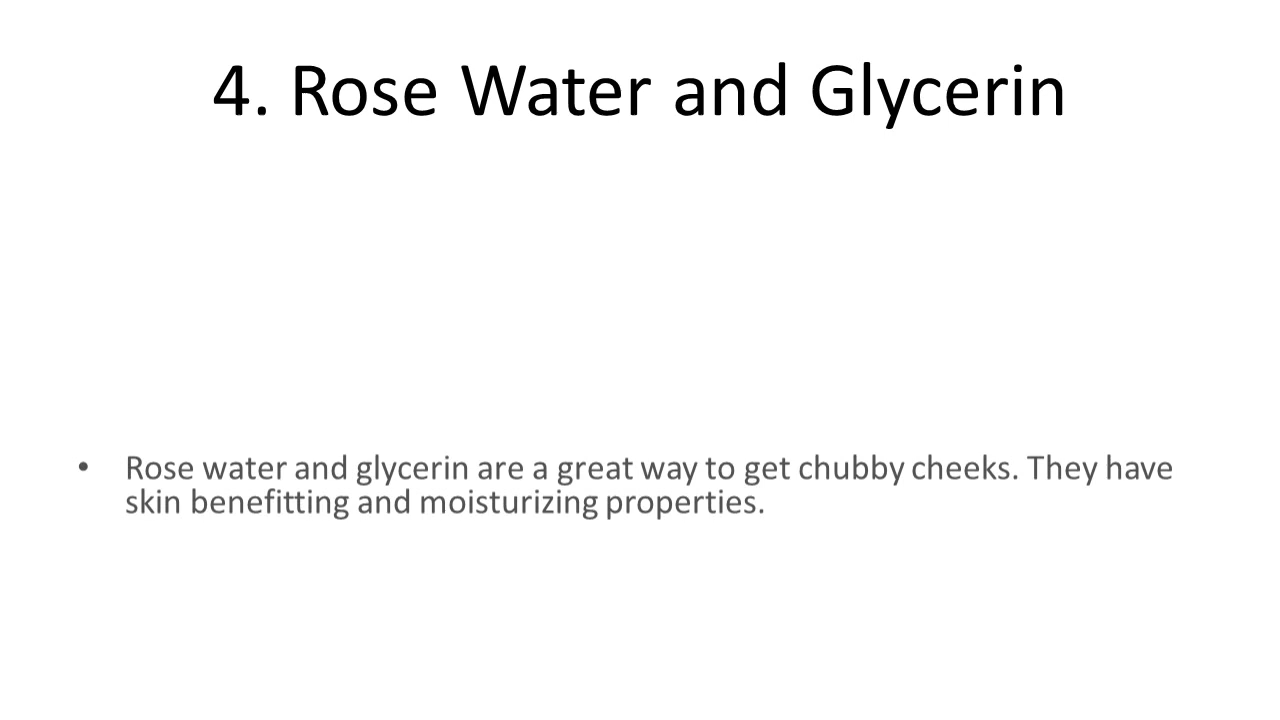 4. Rose Water and Glycerin
• Rose water and glycerin are a great way to get chubby cheeks. They have
skin benefitting and moisturizing properties.